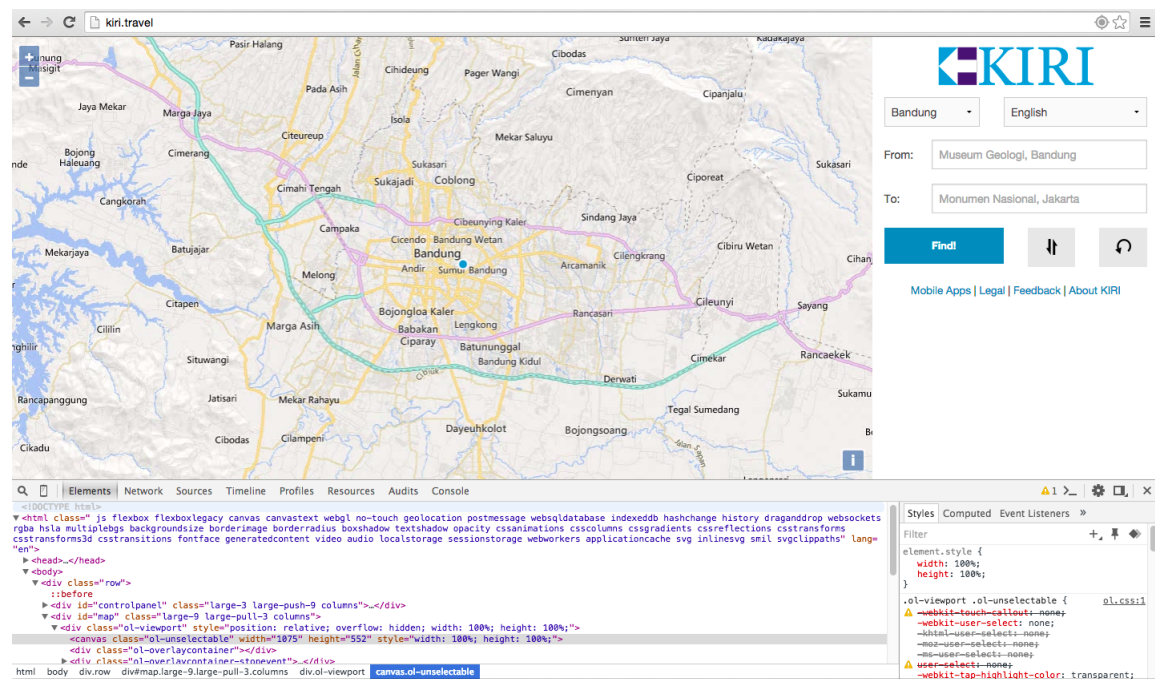 kiri.travel
Pasir Halang
Sunten Jaya
Kadakajaya
Cibodas
Masigit
Cihideung
Pager Wangi
Pada Asih
Cimenyan
Cipanjalu
Jaya Mekar
Marga Jaya
Isola
Citeureup
Mekar Saluyu
Bojong
Haleuang
Cimerang
Sukasari
Sukasari
Cimahi Tengah
Sukajadi
Coblong
Ciporeat
Cangkorah
Campaka
Cibeunying Kaler
Sindang Jaya
Cicendo
Bandung Wetan
Cibiru Wetan
Mekarjaya
Batujajar
Bandung
Cilengkrang
Cihan
Melong
Andir
Sumur Bandung
Arcamanik
Citapen
Cileunyi
Sayang
Bojongloa Kaler
Rancasari
Cililin
Marga Asih
Babakan
Ciparay
Lengkong
Batununggal
Situwangi
Bandung Kidul
Cimekar
Rancaekek
Derwati
Rancapanggung
Jatisari
Mekar Rahayu
Sukamu
Tegal Sumedang
Dayeuhkolot
Bojongsoang
Cikadu
Cibodas
Cilampeni
KIRI
Bandung
English
From:
Museum Geologi, Bandung
To:
Monumen Nasional, Jakarta
Find!
Mobile Apps | Legal | Feedback | About KIRI
Elements Network Sources Timeline Profiles Resources Audits Console
1
<!DOCTYPE html>
<html class=" js flexbox flexboxlegacy canvas canvastext webgl no-touch geolocation postmessage websqldatabase indexeddb hashchange history draganddrop websockets
rgba hsla multiplebgs backgroundsize borderimage borderradius boxshadow textshadow opacity cssanimations csscolumns cssgradients cssreflections csstransforms
csstransforms3d csstransitions fontface generatedcontent video audio localstorage sessionstorage webworkers applicationcache svg inlinesvg smil svgclippaths" lang=
"en">
<head>…</head>
<body>
<div class="row">
::before
<div id="controlpanel" class="large-3 large-push-9 columns">…</div>
<div id="map" class="large-9 large-pull-3 columns">
<div class="ol-viewport" style="position: relative; overflow: hidden; width: 100%; height: 100%;">
<canvas class="ol-unselectable" width="1075" height="552" style="width: 100%; height: 100%;">
<div class="ol-overlaycontainer"></div>
<div class="ol-overlaycontainer-stopevent">…</div>
html body div.row div#map.large-9.large-pull-3.columns div.ol-viewport canvas.ol-unselectable
Styles Computed Event Listeners »
Filter
element.style {
width: 100%;
height: 100%;
}
.ol-viewport .ol-unselectable { ol.css:1
-webkit-touch-callout: none;
-webkit-user-select: none;
-khtml-user-select: none;
-moz-user-select: none;
-ms-user-select: none;
user-select: none;
-webkit-tap-highlight-color: transparent;